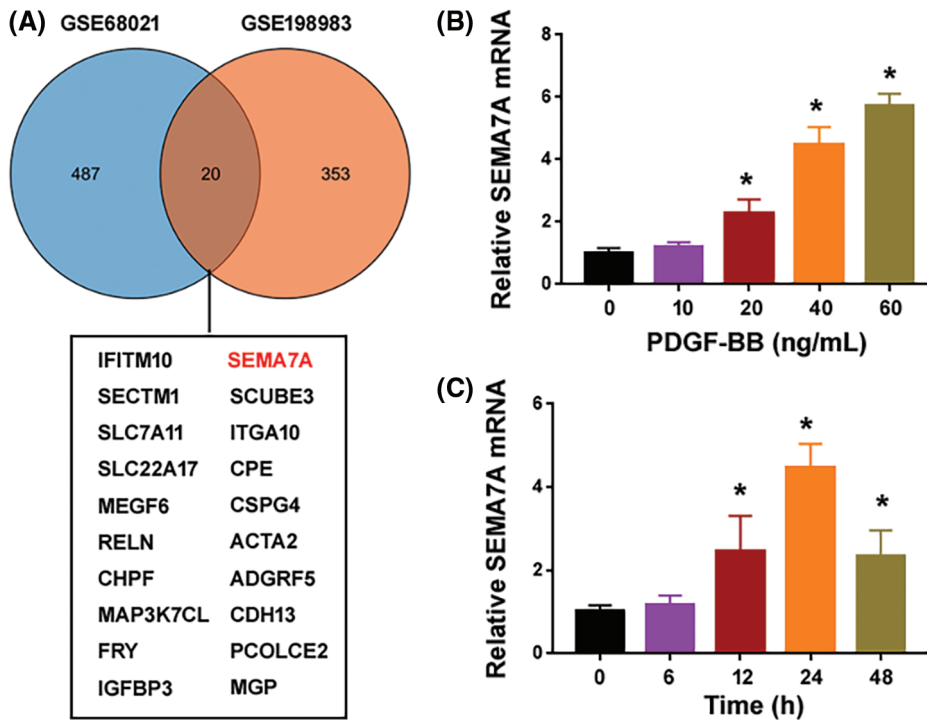 (A)
GSE68021 GSE198983
487 20 353
IFITM10 SEMA7A
SECTM1 SCUBE3
SLC7A11 ITGA10
SLC22A17 CPE
MEGF6 CSPG4
RELN ACTA2
CHPF ADGRF5
MAP3K7CL CDH13
FRY PCOLCE2
IGFBP3 MGP
(B)
Relative SEMA7A mRNA
8
6
4
2
0
* * *
0 10 20 40 60
PDGF-BB (ng/mL)
(C)
Relative SEMA7A mRNA
6
4
2
0
* * *
0 6 12 24 48
Time (h)